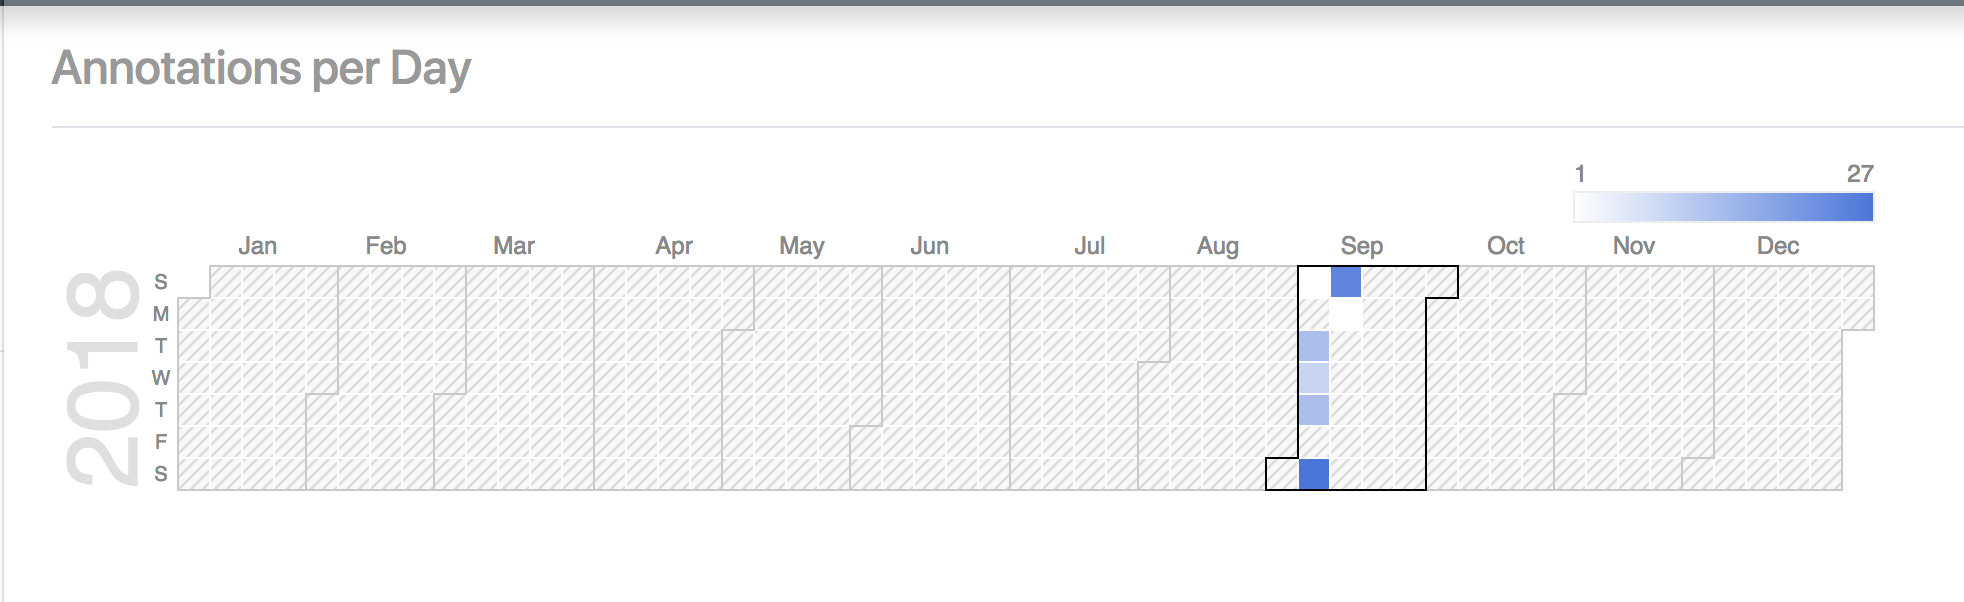 Annotations per Day
1 27
Jan Feb Mar Apr May Jun Jul Aug Sep Oct Nov Dec
2018
S
M
T
W
T
F
S